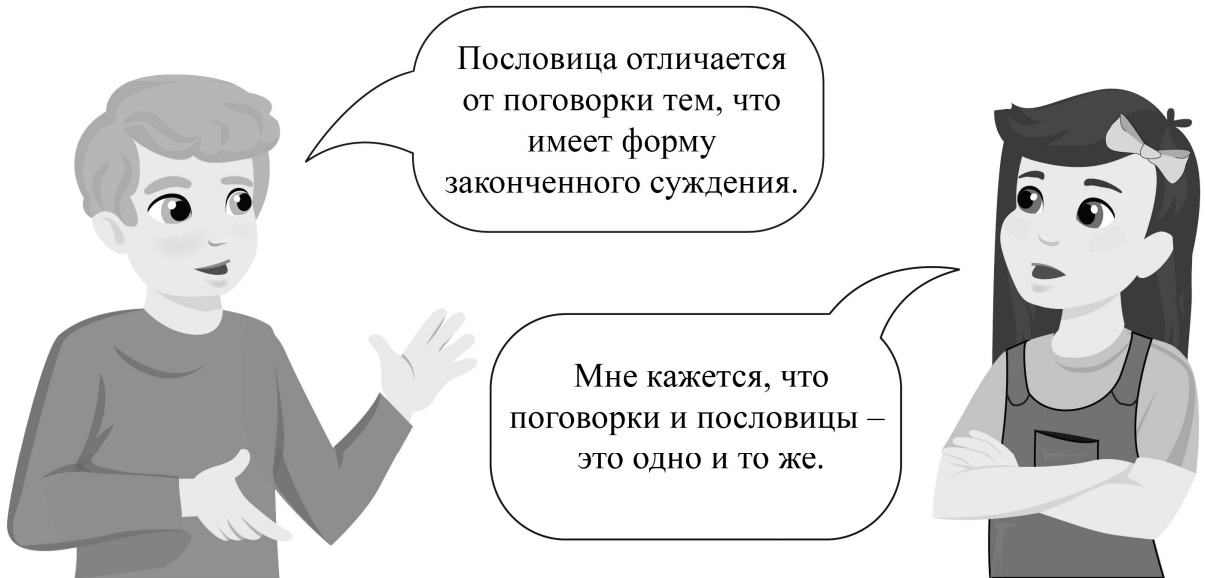 Пословица отличается
от поговорки тем, что
имеет форму
законченного суждения.
Мне кажется, что
поговорки и пословицы –
это одно и то же.